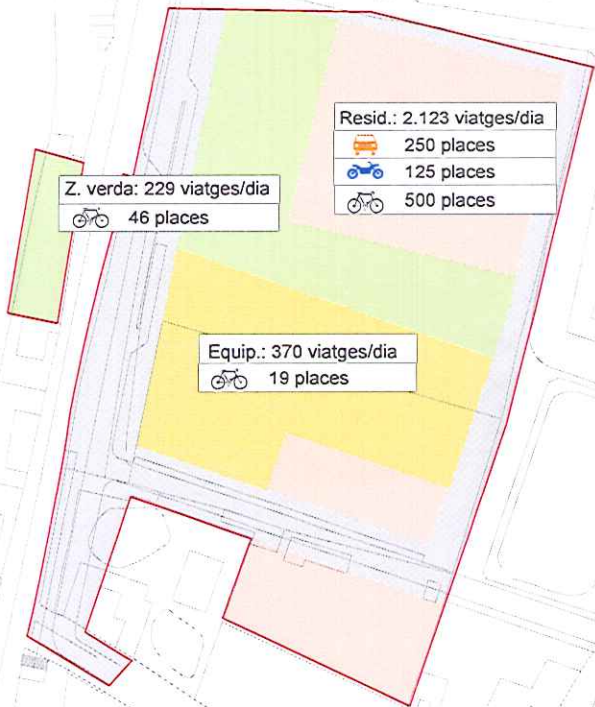 Resid.: 2.123 viatges/dia
250 places
125 places
500 places
Z. verda: 229 viatges/dia
46 places
Equip.: 370 viatges/dia
19 places